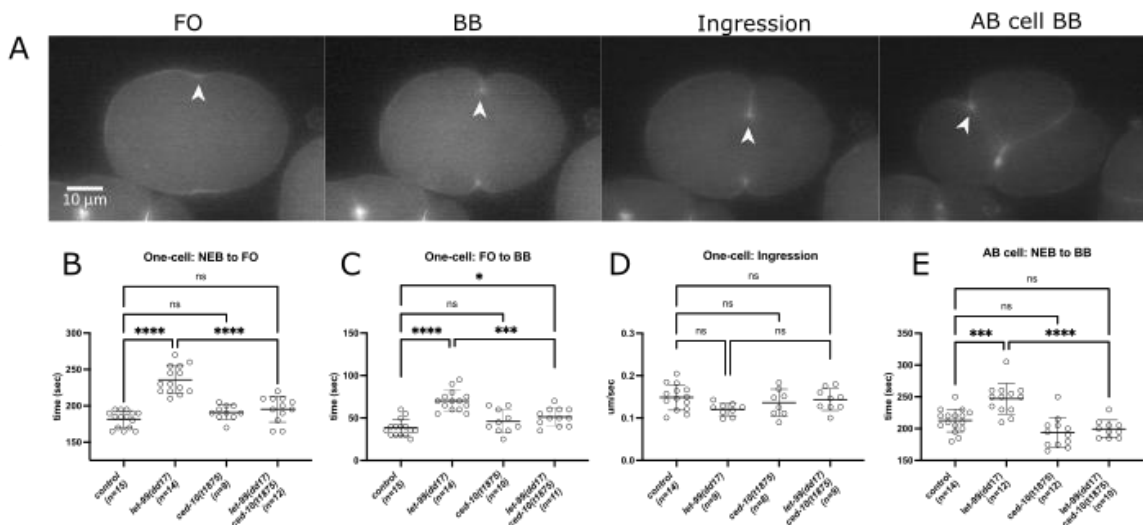 FO BB Ingression AB cell BB
A
10 µm
B One-cell: NEB to FO
ns
ns
**** ****
time (sec)
300
250
200
150
control (n=15)
let-99(dd17) (n=14)
ced-10(t1875) (n=9)
let-99(dd17) ced-10(t1875) (n=12)
C One-cell: FO to BB
*
ns
**** ***
time (sec)
150
100
50
0
control (n=15)
let-99(dd17) (n=14)
ced-10(t1875) (n=10)
let-99(dd17) ced-10(t1875) (n=11)
D One-cell: Ingression
ns
ns
ns ns
um/sec
0.3
0.2
0.1
0.0
control (n=14)
let-99(dd17) (n=9)
ced-10(t1875) (n=8)
let-99(dd17) ced-10(t1875) (n=9)
E AB cell: NEB to BB
ns
ns
*** ****
time (sec)
350
300
250
200
150
control (n=14)
let-99(dd17) (n=12)
ced-10(t1875) (n=12)
let-99(dd17) ced-10(t1875) (n=10)